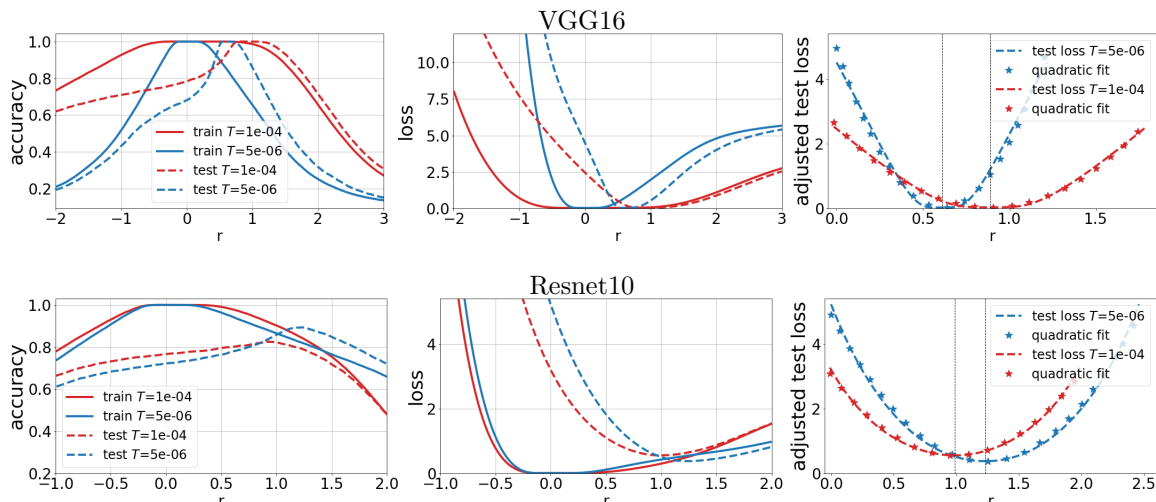 VGG16
accuracy
1.0
0.8
0.6
0.4
0.2
train T=1e-04
train T=5e-06
test T=1e-04
test T=5e-06
−2 −1 0 1 2 3
r
loss
10.0
7.5
5.0
2.5
0.0
−2 −1 0 1 2 3
r
adjusted test loss
4
2
0
test loss T=5e-06
quadratic fit
test loss T=1e-04
quadratic fit
0.0 0.5 1.0 1.5
r
Resnet10
accuracy
1.0
0.8
0.6
0.4
0.2
train T=1e-04
train T=5e-06
test T=1e-04
test T=5e-06
−1.0 −0.5 0.0 0.5 1.0 1.5 2.0
r
loss
4
2
0
−1.0 −0.5 0.0 0.5 1.0 1.5 2.0
r
adjusted test loss
4
2
0
test loss T=5e-06
quadratic fit
test loss T=1e-04
quadratic fit
0.0 0.5 1.0 1.5 2.0 2.5
r